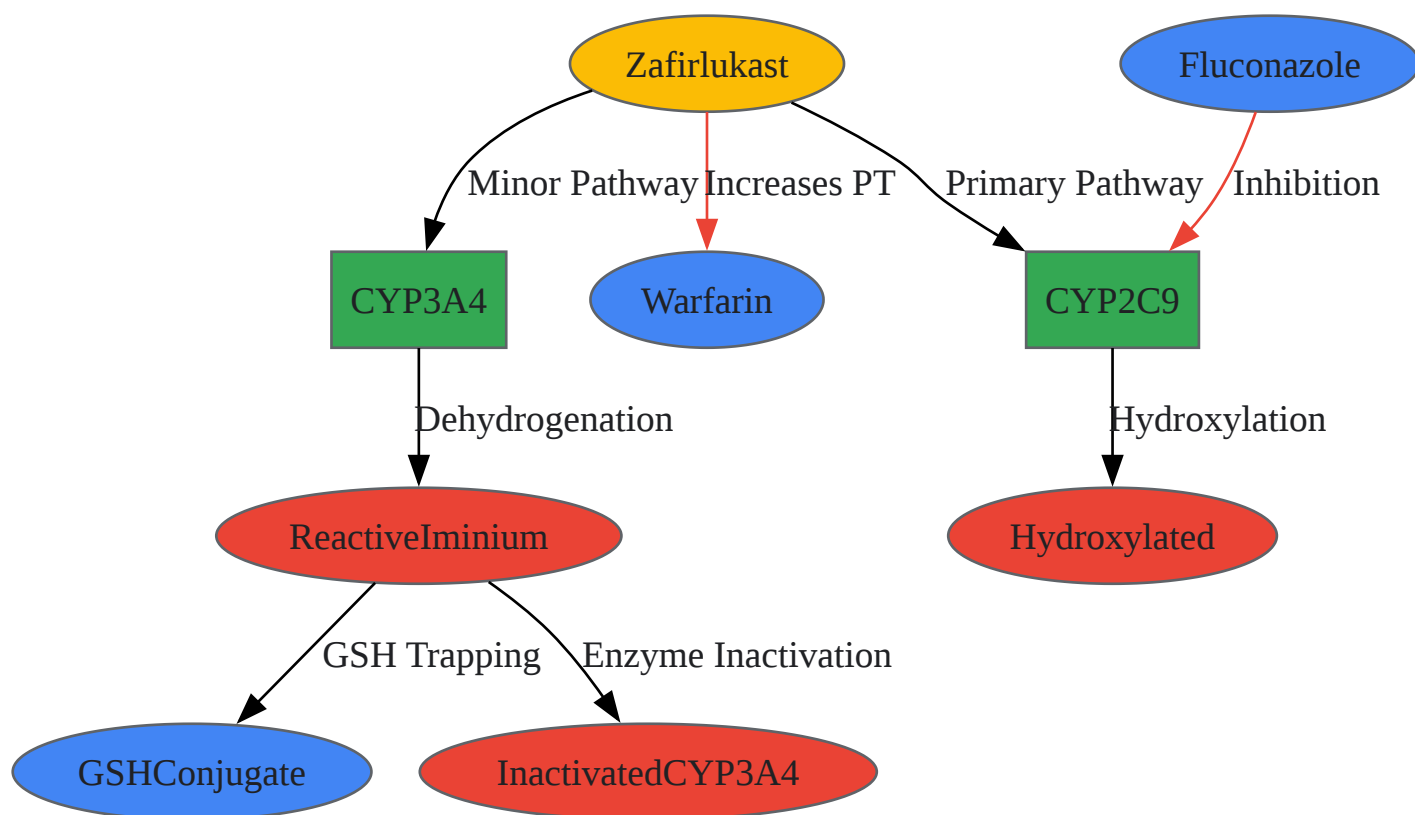 Zafirlukast
Fluconazole
Minor Pathway
Increases PT
Primary Pathway
Inhibition
CYP3A4
Warfarin
CYP2C9
Dehydrogenation
Hydroxylation
ReactiveIminium
Hydroxylated
GSH Trapping
Enzyme Inactivation
GSHConjugate
InactivatedCYP3A4